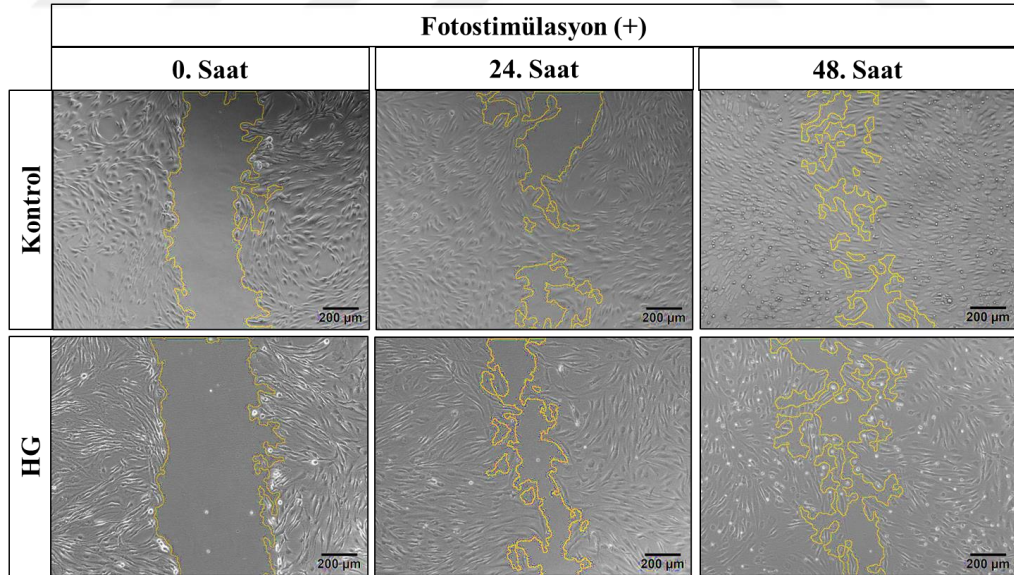 Fotostimülasyon (+)
0. Saat
24. Saat
48. Saat
Kontrol
200 µm
200 µm
200 µm
HG
200 µm
200 µm
200 µm